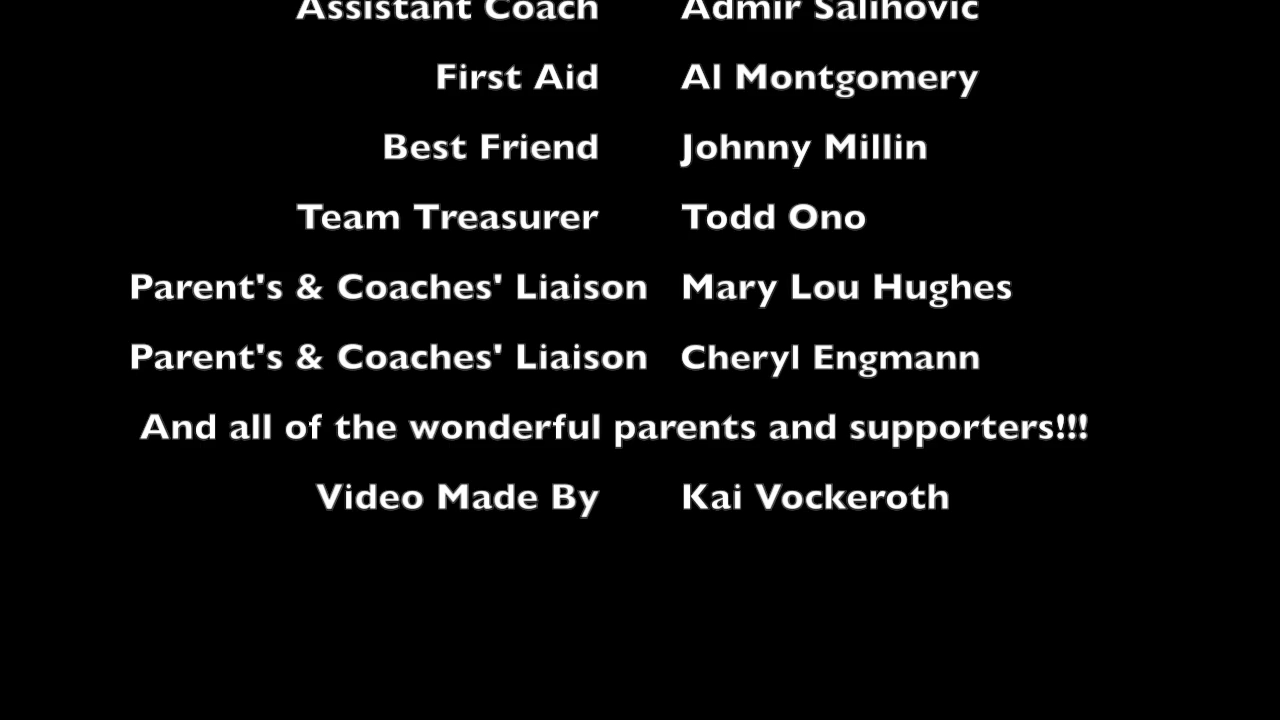 Assistant Coach Admir Salihovic
First Aid Al Montgomery
Best Friend Johnny Millin
Team Treasurer Todd Ono
Parent's & Coaches' Liaison Mary Lou Hughes
Parent's & Coaches' Liaison Cheryl Engmann
And all of the wonderful parents and supporters!!!
Video Made By Kai Vockeroth